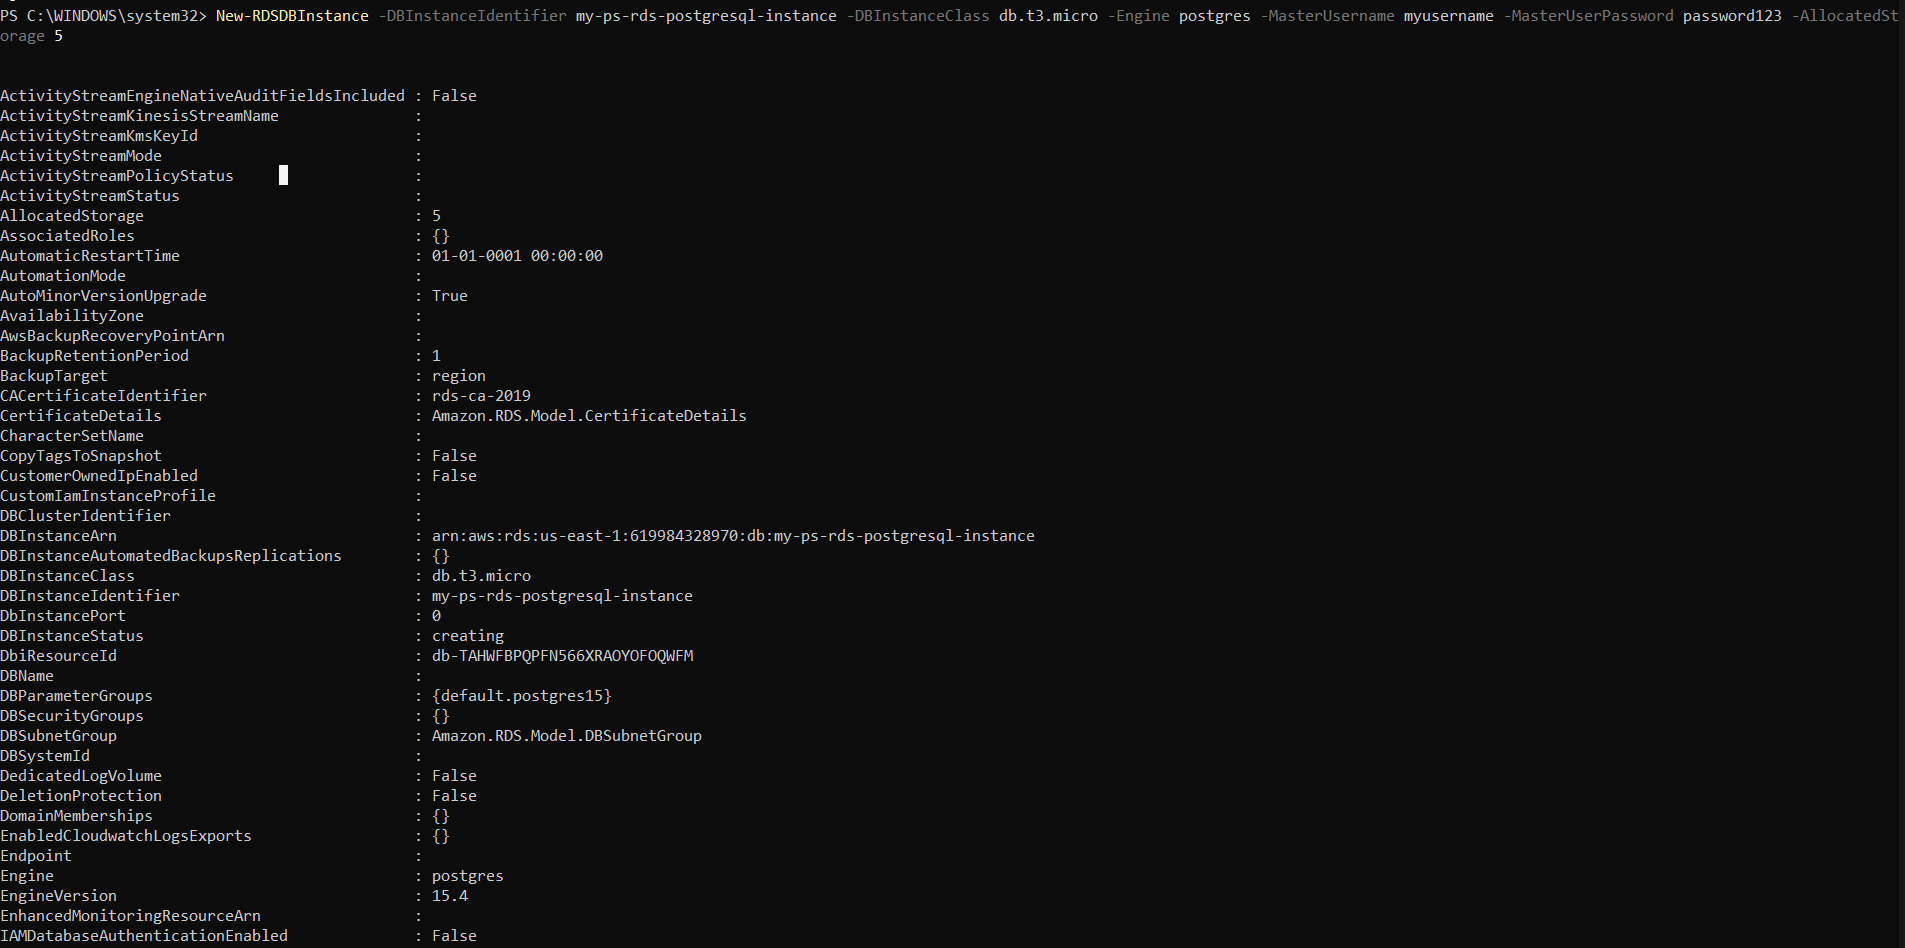 PS C:\WINDOWS\system32> New-RDSDBInstance -DBInstanceIdentifier my-ps-rds-postgresql-instance -DBInstanceClass db.t3.micro -Engine postgres -MasterUsername myusername -MasterUserPassword password123 -AllocatedSt
orage 5
ActivityStreamEngineNativeAuditFieldsIncluded : False
ActivityStreamKinesisStreamName :
ActivityStreamKmsKeyId :
ActivityStreamMode :
ActivityStreamPolicyStatus :
ActivityStreamStatus :
AllocatedStorage : 5
AssociatedRoles : {}
AutomaticRestartTime : 01-01-0001 00:00:00
AutomationMode :
AutoMinorVersionUpgrade : True
AvailabilityZone :
AwsBackupRecoveryPointArn :
BackupRetentionPeriod : 1
BackupTarget : region
CACertificateIdentifier : rds-ca-2019
CertificateDetails : Amazon.RDS.Model.CertificateDetails
CharacterSetName :
CopyTagsToSnapshot : False
CustomerOwnedIpEnabled : False
CustomIamInstanceProfile :
DBClusterIdentifier :
DBInstanceArn : arn:aws:rds:us-east-1:619984328970:db:my-ps-rds-postgresql-instance
DBInstanceAutomatedBackupsReplications : {}
DBInstanceClass : db.t3.micro
DBInstanceIdentifier : my-ps-rds-postgresql-instance
DbInstancePort : 0
DBInstanceStatus : creating
DbiResourceId : db-TAHWFBPQPFN566XRAOYOFOQWFM
DBName :
DBParameterGroups : {default.postgres15}
DBSecurityGroups : {}
DBSubnetGroup : Amazon.RDS.Model.DBSubnetGroup
DBSystemId :
DedicatedLogVolume : False
DeletionProtection : False
DomainMemberships : {}
EnabledCloudwatchLogsExports : {}
Endpoint :
Engine : postgres
EngineVersion : 15.4
EnhancedMonitoringResourceArn :
IAMDatabaseAuthenticationEnabled : False